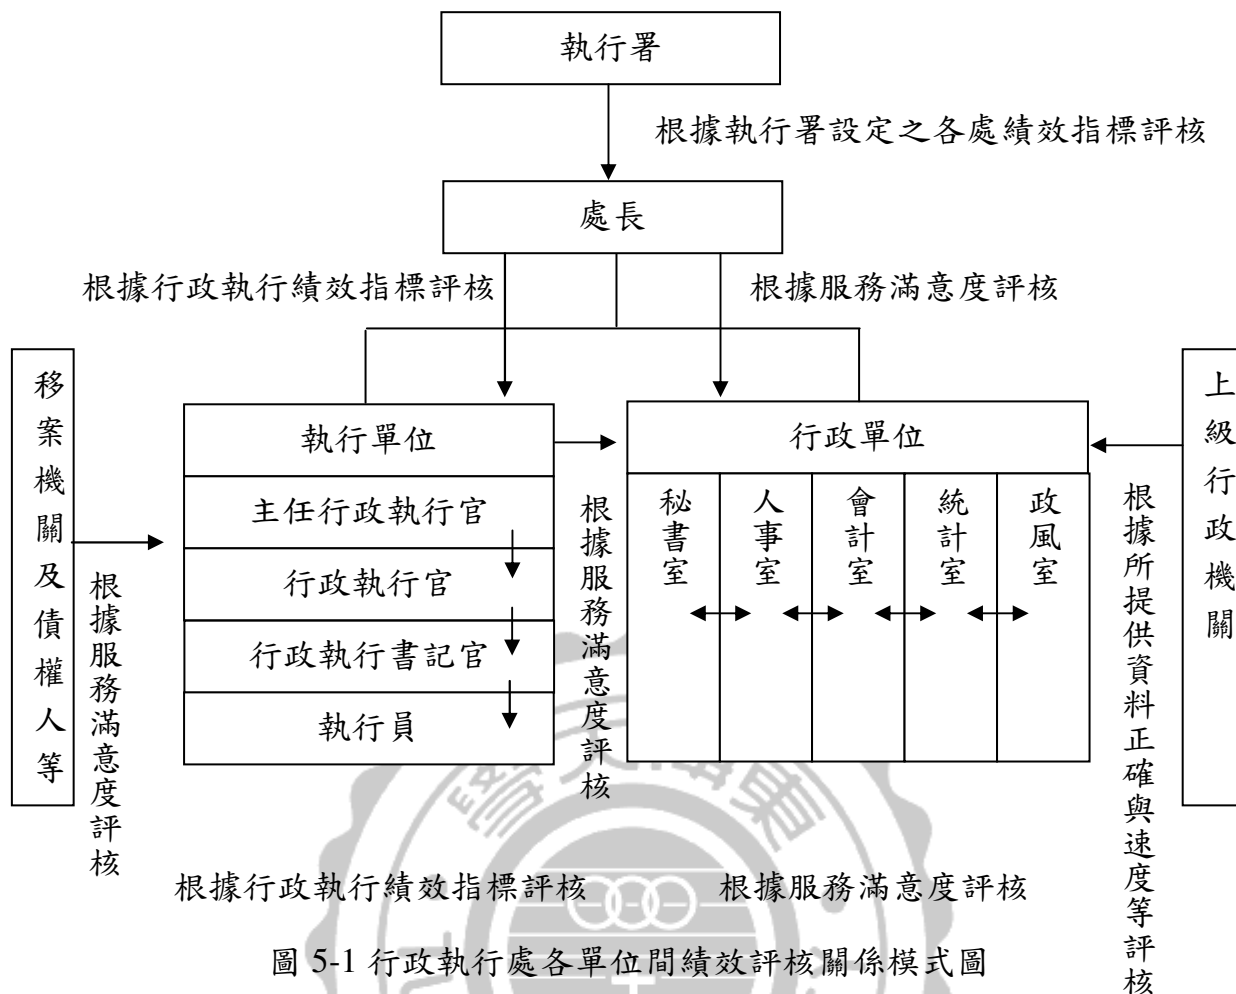 執行署
根據執行署設定之各處績效指標評核
處長
根據行政執行績效指標評核
根據服務滿意度評核
移案機關及債權人等
根據服務滿意度評核
執行單位
主任行政執行官
行政執行官
行政執行書記官
執行員
根據服務滿意度評核
行政單位
秘書室
人事室
會計室
統計室
政風室
上級行政機關
根據所提供資料正確與速度等評核
根據行政執行績效指標評核
根據服務滿意度評核
圖 5-1 行政執行處各單位間績效評核關係模式圖